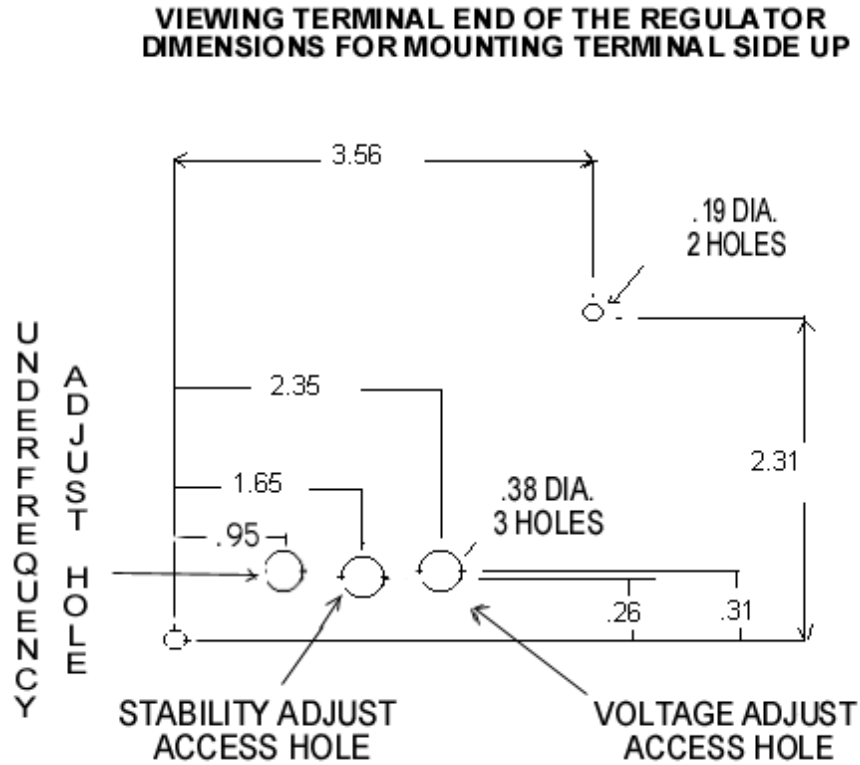 VIEWING TERMINAL END OF THE REGULATOR
DIMENSIONS FOR MOUNTING TERMINAL SIDE UP
3.56
.19 DIA.
2 HOLES
UNDERFREQUENCY
ADJUST HOLE
2.35
2.31
1.65
.38 DIA.
3 HOLES
.95
.26
.31
STABILITY ADJUST
ACCESS HOLE
VOLTAGE ADJUST
ACCESS HOLE